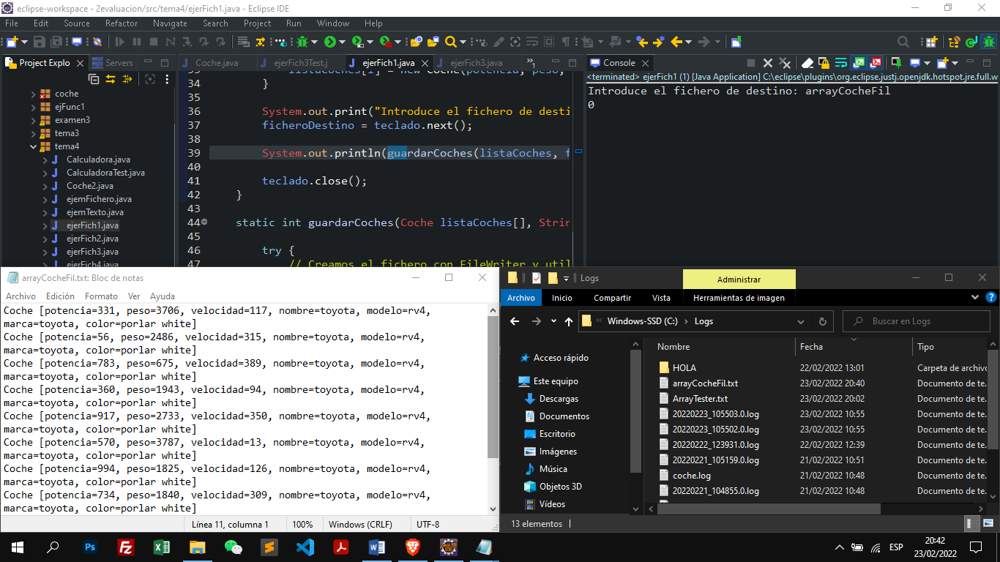 eclipse-workspace - 2evaluacion/src/tema4/ejerFich1.java - Eclipse IDE
File Edit Source Refactor Navigate Search Project Run Window Help
Project Explo
Servers
coche
ejFunc1
examen3
tema3
tema4
Calculadora.java
CalculadoraTest.java
Coche2.java
ejemFichero.java
ejemTexto.java
ejerFich1.java
ejerFich2.java
ejerFich3.java
ejerFich4.java
Coche.java
ejerFich3Test.j
ejerFich1.java
ejerFich3.java
1
33 listaCoches[i] = new Coche(potencia, peso,
34 }
35
36 System.out.print("Introduce el fichero de desti
37 ficheroDestino = teclado.next();
38
39 System.out.println(guardarCoches(listaCoches, f
40
41 teclado.close();
42 }
43
44 static int guardarCoches(Coche listaCoches[], Strin
45
46 try {
47 // Creamos el fichero con FileWriter y util
Console
<terminated> ejerFich1 (1) [Java Application] C:\eclipse\plugins\org.eclipse.justj.openjdk.hotspot.jre.full.w
Introduce el fichero de destino: arrayCocheFil
0
arrayCocheFil.txt: Bloc de notas
Archivo Edición Formato Ver Ayuda
Coche [potencia=331, peso=3706, velocidad=117, nombre=toyota, modelo=rv4,
marca=toyota, color=porlar white]
Coche [potencia=56, peso=2486, velocidad=315, nombre=toyota, modelo=rv4,
marca=toyota, color=porlar white]
Coche [potencia=783, peso=675, velocidad=389, nombre=toyota, modelo=rv4,
marca=toyota, color=porlar white]
Coche [potencia=360, peso=1943, velocidad=94, nombre=toyota, modelo=rv4,
marca=toyota, color=porlar white]
Coche [potencia=917, peso=2733, velocidad=350, nombre=toyota, modelo=rv4,
marca=toyota, color=porlar white]
Coche [potencia=570, peso=3787, velocidad=13, nombre=toyota, modelo=rv4,
marca=toyota, color=porlar white]
Coche [potencia=994, peso=1825, velocidad=126, nombre=toyota, modelo=rv4,
marca=toyota, color=porlar white]
Coche [potencia=734, peso=1840, velocidad=309, nombre=toyota, modelo=rv4,
marca=toyota, color=porlar white]
Línea 11, columna 1 100% Windows (CRLF) UTF-8
Logs
Administrar
Archivo Inicio Compartir Vista Herramientas de imagen
Windows-SSD (C:) Logs
Buscar en Logs
Acceso rápido
Este equipo
Descargas
Documentos
Escritorio
Imágenes
Música
Objetos 3D
Vídeos
Nombre Fecha Tipo
HOLA 22/02/2022 13:01 Carpeta de archivo
arrayCocheFil.txt 23/02/2022 20:40 Documento de te.
ArrayTester.txt 23/02/2022 20:02 Documento de te.
20220223_105503.0.log 23/02/2022 10:55 Documento de te.
20220223_105502.0.log 23/02/2022 10:55 Documento de te.
20220222_123931.0.log 22/02/2022 12:39 Documento de te.
20220221_105159.0.log 21/02/2022 10:51 Documento de te.
coche.log 21/02/2022 10:48 Documento de te.
20220221_104855.0.log 21/02/2022 10:48 Documento de te.
13 elementos
Ps
Fz
ESP
20:42
23/02/2022